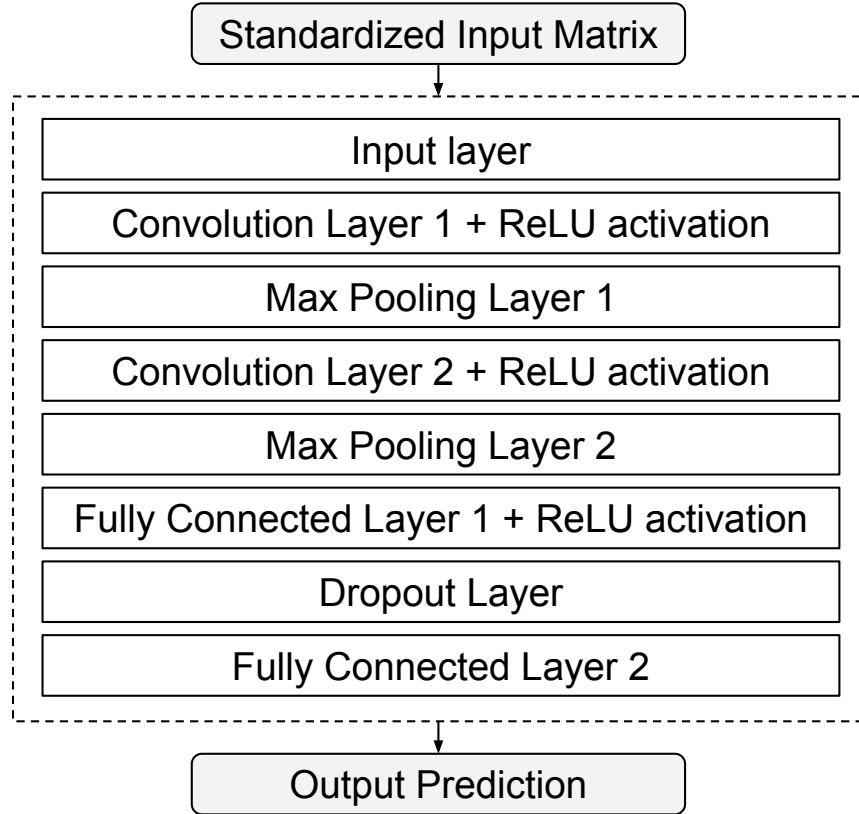 Standardized Input Matrix
Input layer
Convolution Layer 1 + ReLU activation
Max Pooling Layer 1
Convolution Layer 2 + ReLU activation
Max Pooling Layer 2
Fully Connected Layer 1 + ReLU activation
Dropout Layer
Fully Connected Layer 2
Output Prediction